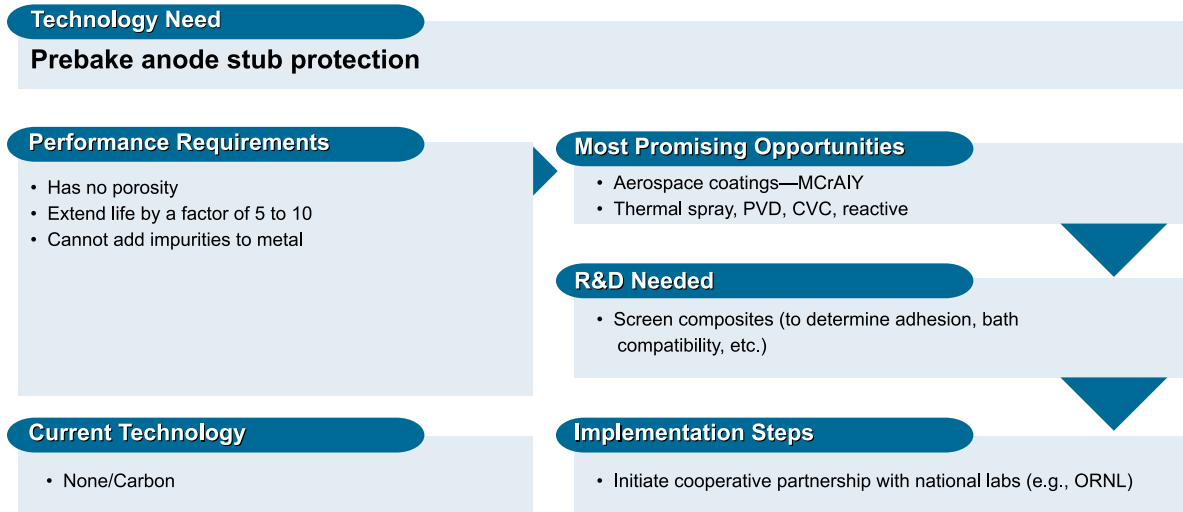 Technology Need
Prebake anode stub protection
Performance Requirements
• Has no porosity
• Extend life by a factor of 5 to 10
• Cannot add impurities to metal
Most Promising Opportunities
• Aerospace coatings—MCrAlY
• Thermal spray, PVD, CVC, reactive
R&D Needed
• Screen composites (to determine adhesion, bath
compatibility, etc.)
Current Technology
• None/Carbon
Implementation Steps
• Initiate cooperative partnership with national labs (e.g., ORNL)